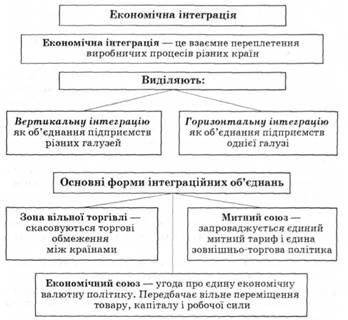 Економічна інтеграція
Економічна інтеграція — це взаємне переплетення
виробничих процесів різних країн
Виділяють:
Вертикальну інтеграцію
як об'єднання підприємств
різних галузей
Горизонтальну інтеграцію
як об'єднання підприємств
однієї галузі
Основні форми інтеграційних об'єднань
Зона вільної торгівлі —
скасовуються торгові
обмеження
між країнами
Митний союз —
запроваджується єдиний
митний тариф і єдина
зовнішньо-торгова політика
Економічний союз — угода про єдину економічну
валютну політику. Передбачає вільне переміщення
товару, капіталу і робочої сили